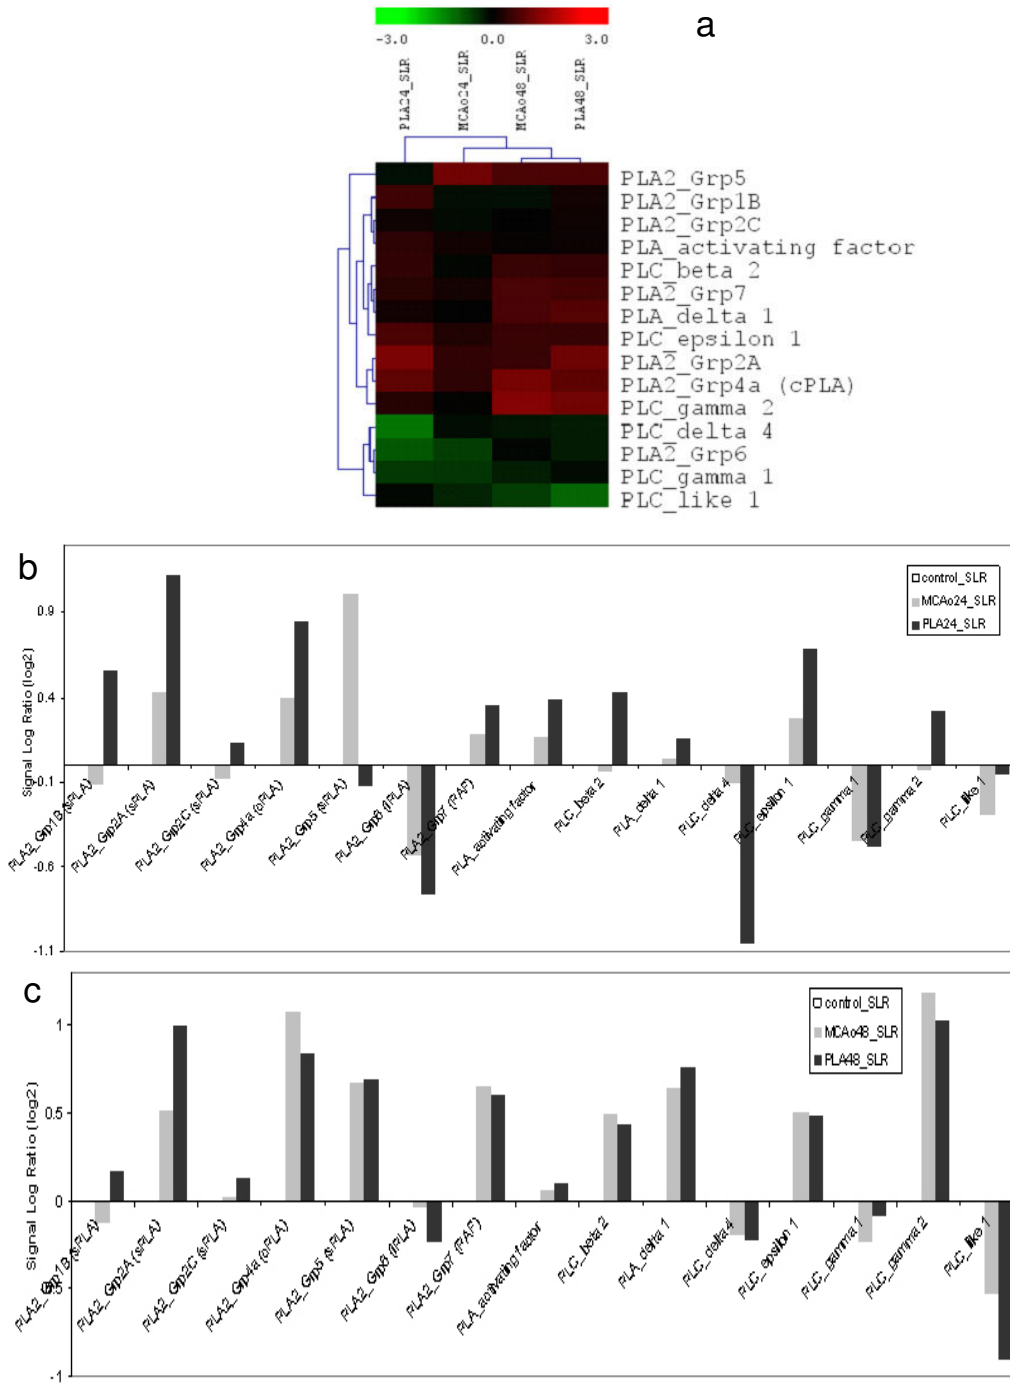 a
-3.0 0.0 3.0
PLA24_SLR
MCAo24_SLR
MCAo48_SLR
PLA48_SLR
PLA2_Grp5
PLA2_Grp1B
PLA2_Grp2C
PLA_activating factor
PLC_beta 2
PLA2_Grp7
PLA_delta 1
PLC_epsilon 1
PLA2_Grp2A
PLA2_Grp4a (cPLA)
PLC_gamma 2
PLC_delta 4
PLA2_Grp6
PLC_gamma 1
PLC_like 1
b
Signal Log Ratio (log2)
0.9
0.4
-0.1
-0.6
-1.1
control_SLR
MCAo24_SLR
PLA24_SLR
PLA2_Grp1B (sPLA)
PLA2_Grp2A (sPLA)
PLA2_Grp2C (sPLA)
PLA2_Grp4a (cPLA)
PLA2_Grp5 (sPLA)
PLA2_Grp6 (iPLA)
PLA2_Grp7 (PAF)
PLA_activating factor
PLC_beta 2
PLA_delta 1
PLC_delta 4
PLC_epsilon 1
PLC_gamma 1
PLC_gamma 2
PLC_like 1
c
Signal Log Ratio (log2)
1
0.5
0
-0.5
-1
control_SLR
MCAo48_SLR
PLA48_SLR
PLA2_Grp1B (sPLA)
PLA2_Grp2A (sPLA)
PLA2_Grp2C (sPLA)
PLA2_Grp4a (cPLA)
PLA2_Grp5 (sPLA)
PLA2_Grp6 (iPLA)
PLA2_Grp7 (PAF)
PLA_activating factor
PLC_beta 2
PLA_delta 1
PLC_delta 4
PLC_epsilon 1
PLC_gamma 1
PLC_gamma 2
PLC_like 1